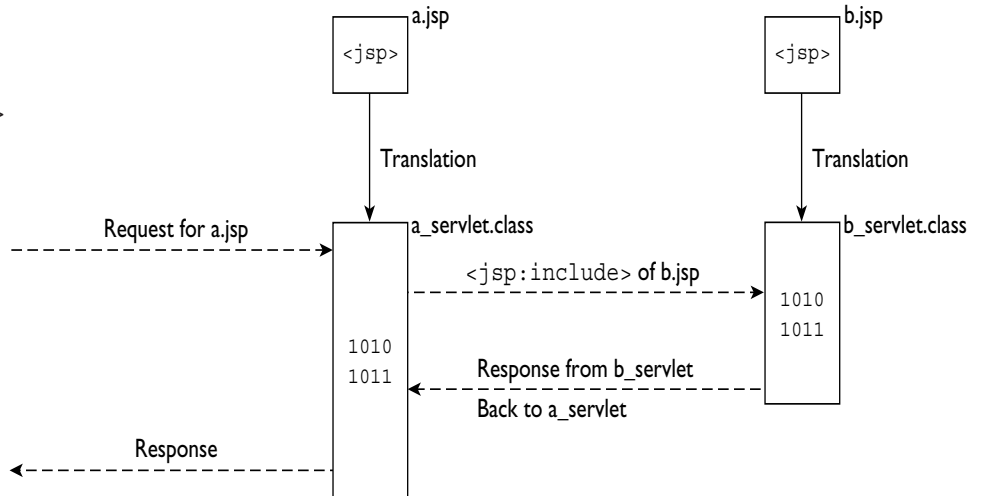 a.jsp
b.jsp
<jsp>
<jsp>
Translation
Translation
a_servlet.class
b_servlet.class
Request for a.jsp
<jsp:include> of b.jsp
1010
1011
1010
1011
Response from b_servlet
Back to a_servlet
Response